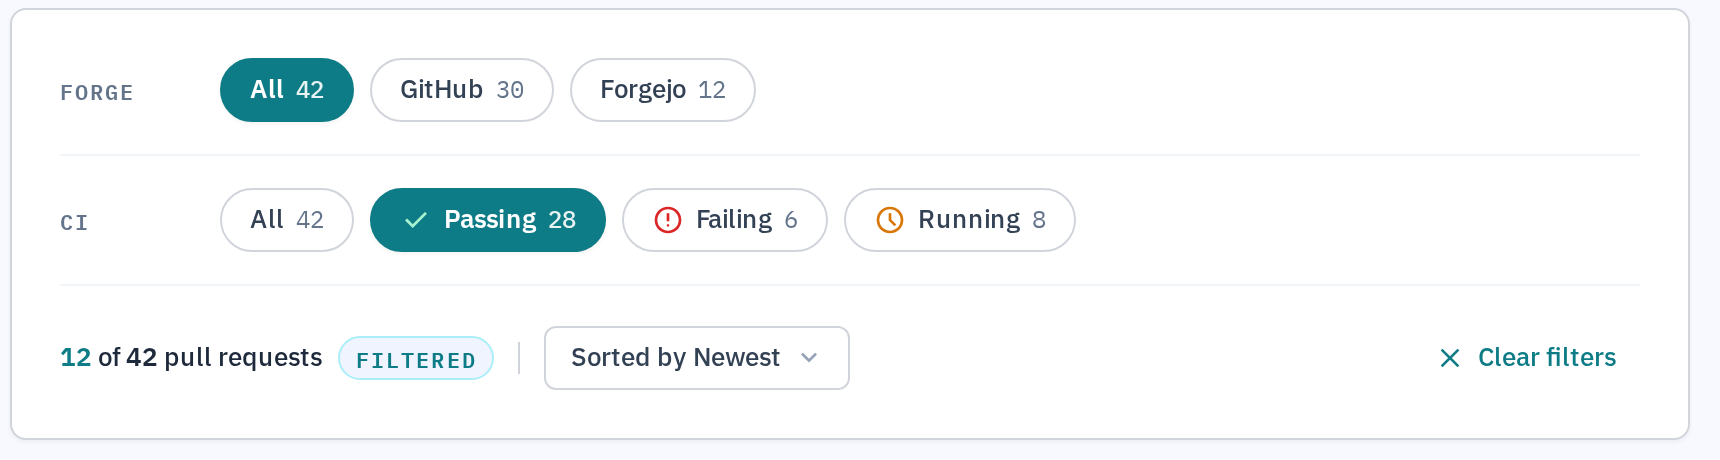 FORGE All 42 GitHub 30 Forgejo 12
CI All 42 Passing 28 Failing 6 Running 8
12 of 42 pull requests FILTERED Sorted by Newest Clear filters